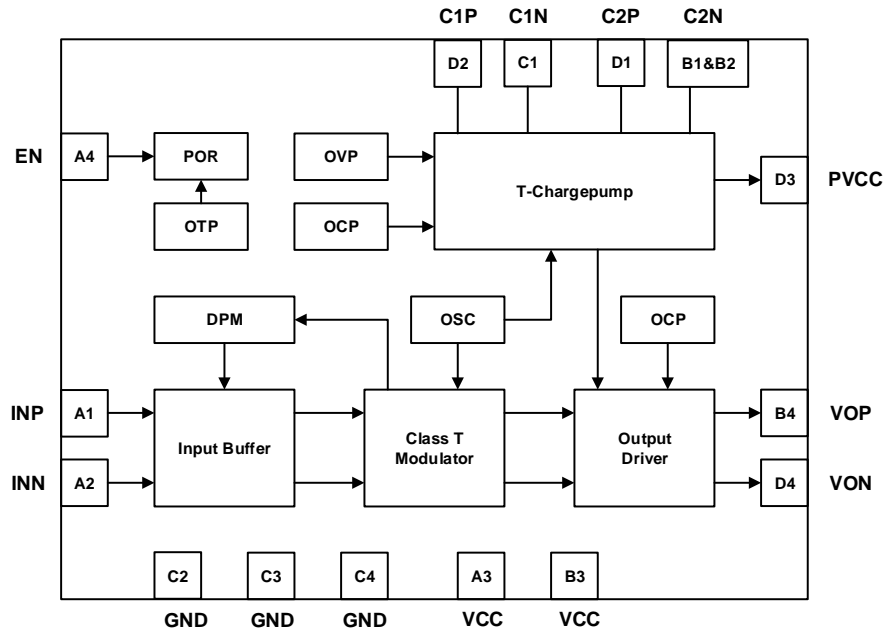 C1P C1N C2P C2N
D2 C1 D1 B1&B2
EN A4 POR OVP T-Chargepump D3 PVCC
OTP OCP
DPM OSC OCP
INP A1 Input Buffer Class T Modulator Output Driver B4 VOP
INN A2 D4 VON
C2 C3 C4 A3 B3
GND GND GND VCC VCC